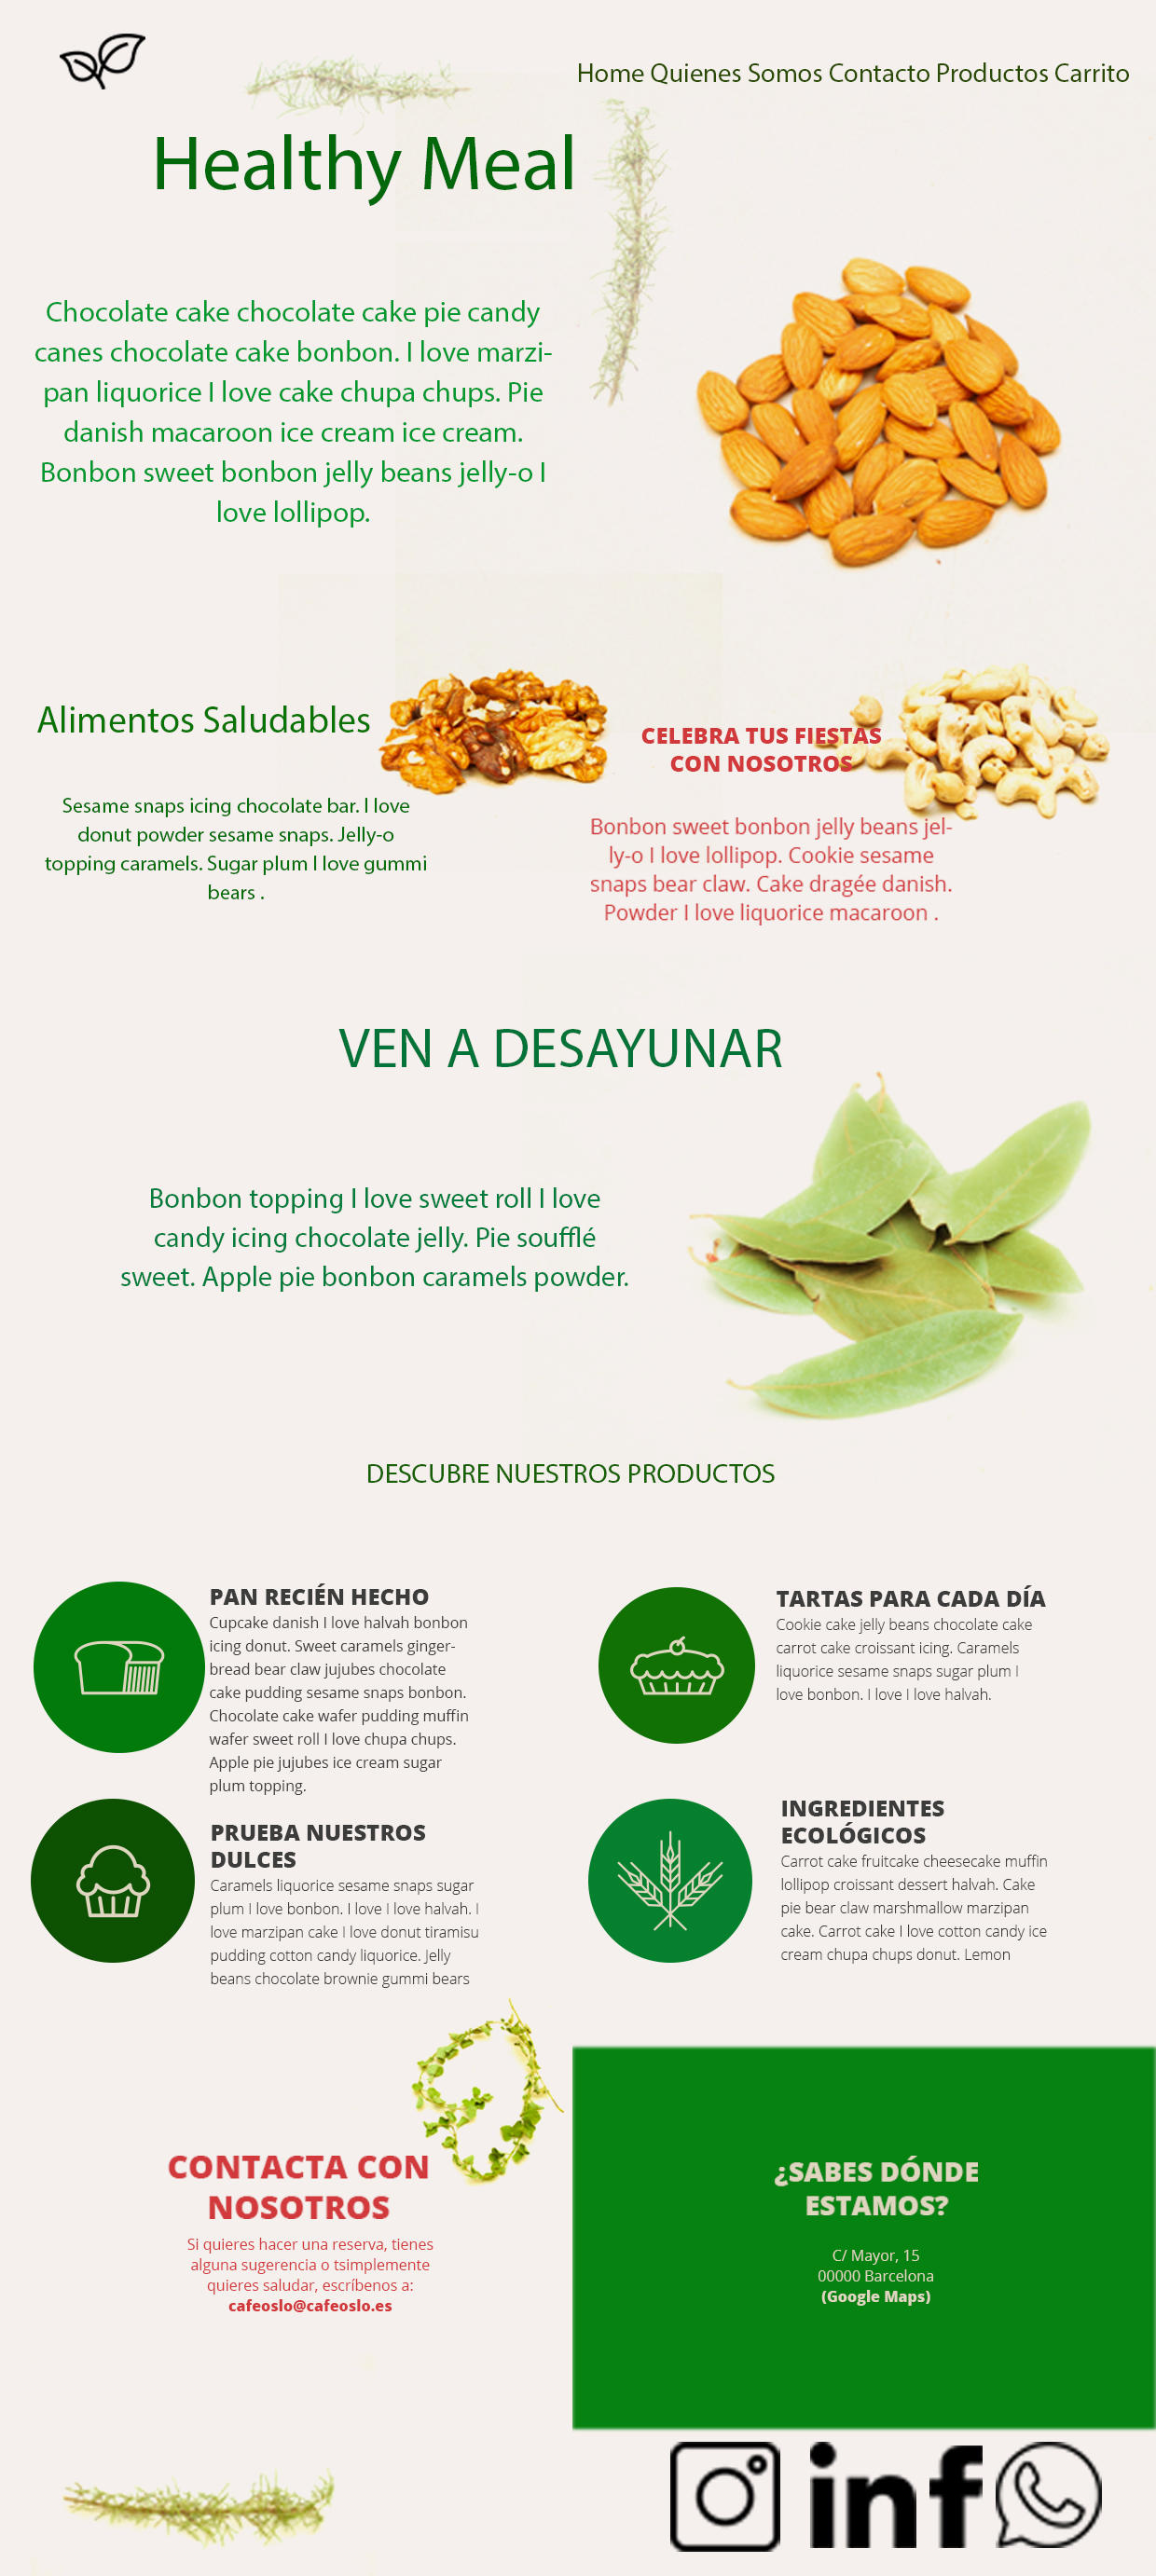 Home Quienes Somos Contacto Productos Carrito
Healthy Meal
Chocolate cake chocolate cake pie candy
canes chocolate cake bonbon. I love marzi-
pan liquorice I love cake chupa chups. Pie
danish macaroon ice cream ice cream.
Bonbon sweet bonbon jelly beans jelly-o I
love lollipop.
Alimentos Saludables
Sesame snaps icing chocolate bar. I love
donut powder sesame snaps. Jelly-o
topping caramels. Sugar plum I love gummi
bears .
CELEBRA TUS FIESTAS
CON NOSOTROS
Bonbon sweet bonbon jelly beans jel-
ly-o I love lollipop. Cookie sesame
snaps bear claw. Cake dragée danish.
Powder I love liquorice macaroon .
VEN A DESAYUNAR
Bonbon topping I love sweet roll I love
candy icing chocolate jelly. Pie soufflé
sweet. Apple pie bonbon caramels powder.
DESCUBRE NUESTROS PRODUCTOS
PAN RECIÉN HECHO
Cupcake danish I love halvah bonbon
icing donut. Sweet caramels ginger-
bread bear claw jujubes chocolate
cake pudding sesame snaps bonbon.
Chocolate cake wafer pudding muffin
wafer sweet roll I love chupa chups.
Apple pie jujubes ice cream sugar
plum topping.
TARTAS PARA CADA DÍA
Cookie cake jelly beans chocolate cake
carrot cake croissant icing. Caramels
liquorice sesame snaps sugar plum I
love bonbon. I love I love halvah.
PRUEBA NUESTROS
DULCES
Caramels liquorice sesame snaps sugar
plum I love bonbon. I love I love halvah. I
love marzipan cake I love donut tiramisu
pudding cotton candy liquorice. Jelly
beans chocolate brownie gummi bears
INGREDIENTES
ECOLÓGICOS
Carrot cake fruitcake cheesecake muffin
lollipop croissant dessert halvah. Cake
pie bear claw marshmallow marzipan
cake. Carrot cake I love cotton candy ice
cream chupa chups donut. Lemon
CONTACTA CON
NOSOTROS
Si quieres hacer una reserva, tienes
alguna sugerencia o tsimplemente
quieres saludar, escríbenos a:
cafeoslo@cafeoslo.es
¿SABES DÓNDE
ESTAMOS?
C/ Mayor, 15
00000 Barcelona
(Google Maps)
in f